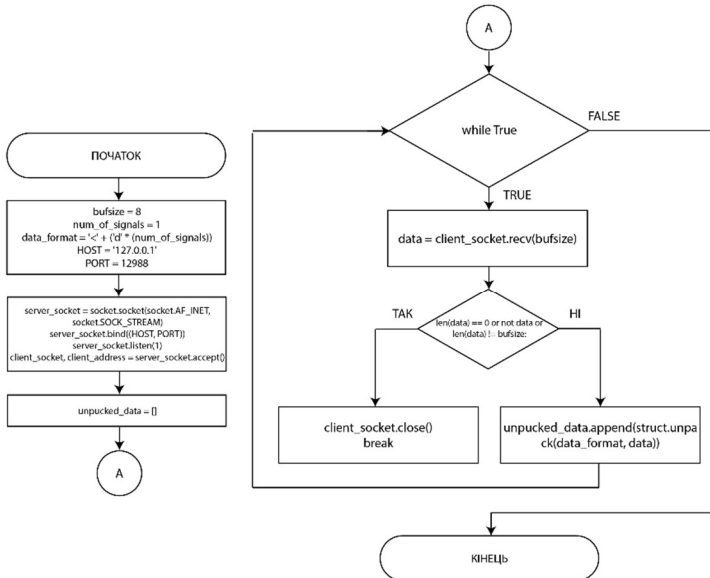 ПОЧАТОК
bufsize = 8
num_of_signals = 1
data_format = '<' + ('d' * (num_of_signals))
HOST = '127.0.0.1'
PORT = 12988
server_socket = socket.socket(socket.AF_INET,
socket.SOCK_STREAM)
server_socket.bind((HOST, PORT))
server_socket.listen(1)
client_socket, client_address = server_socket.accept()
unpucked_data = []
A
A
while True
FALSE
TRUE
data = client_socket.recv(bufsize)
ТАК
len(data) == 0 or not data or
len(data) != bufsize:
НІ
client_socket.close()
break
unpucked_data.append(struct.unpa
ck(data_format, data))
КІНЕЦЬ